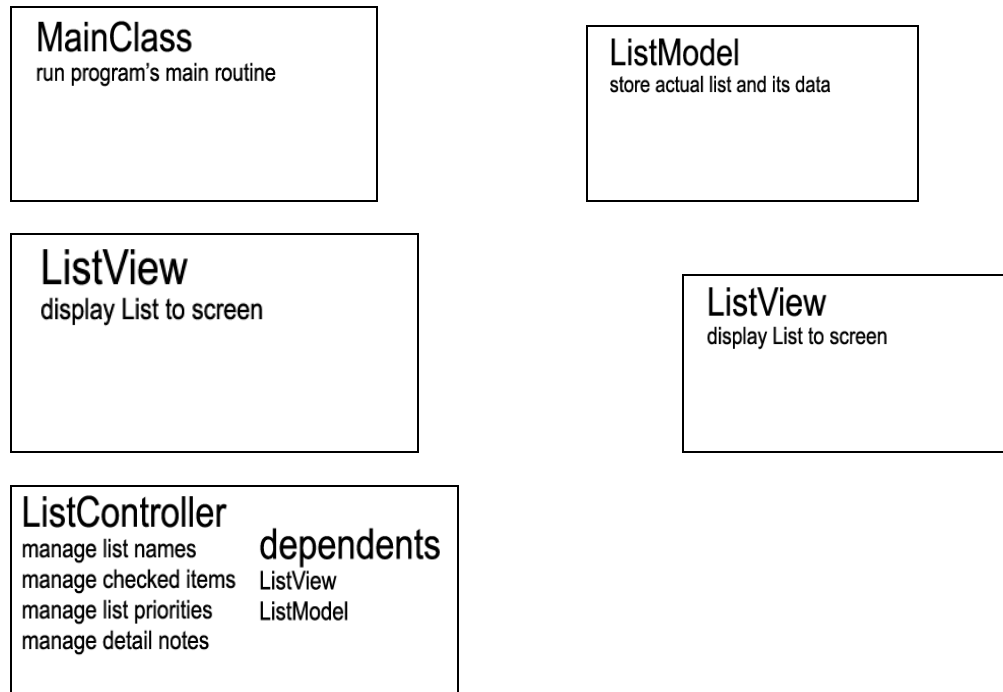 MainClass
run program’s main routine
ListModel
store actual list and its data
ListView
display List to screen
ListView
display List to screen
ListController
manage list names
manage checked items
manage list priorities
manage detail notes
dependents
ListView
ListModel